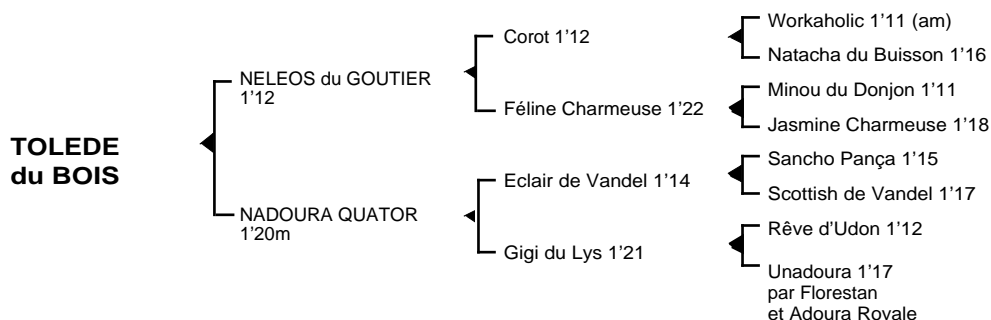 TOLEDE
du BOIS
NELEOS du GOUTIER
1’12
NADOURA QUATOR
1’20m
Corot 1’12
Féline Charmeuse 1’22
Eclair de Vandel 1’14
Gigi du Lys 1’21
Workaholic 1’11 (am)
Natacha du Buisson 1’16
Minou du Donjon 1’11
Jasmine Charmeuse 1’18
Sancho Pança 1’15
Scottish de Vandel 1’17
Rêve d’Udon 1’12
Unadoura 1’17
par Florestan
et Adoura Royale